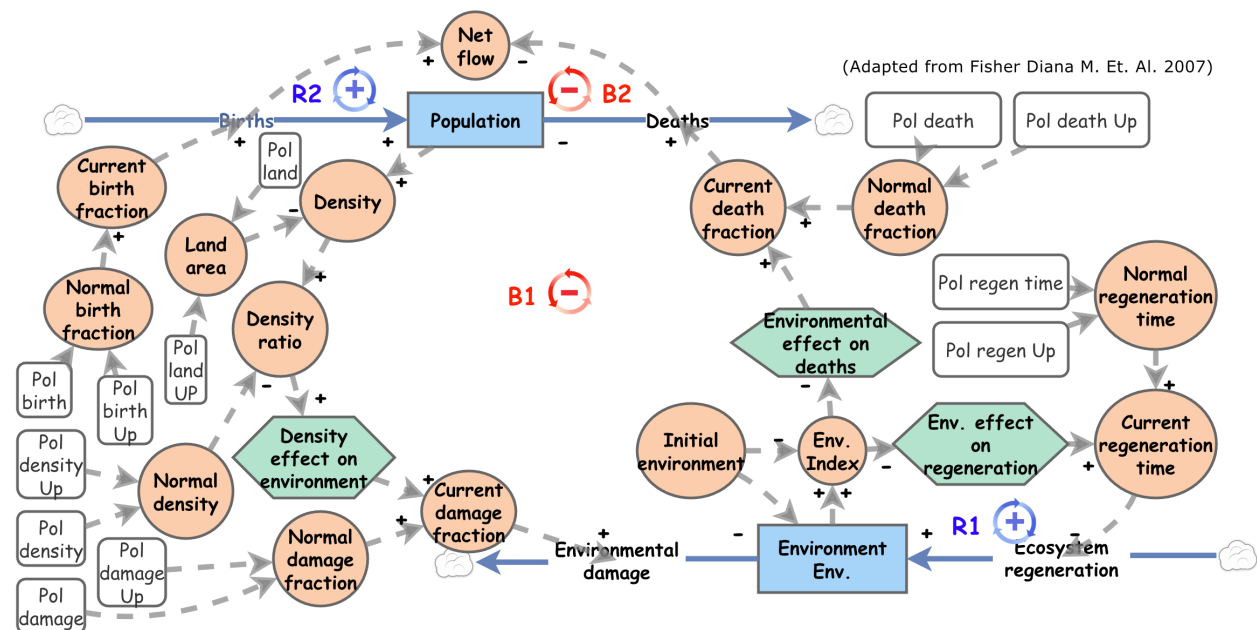 Net
flow
(Adapted from Fisher Diana M. Et. Al. 2007)
R2
+
-
B2
+
-
Births
Population
Deaths
Pol death
Pol death Up
+
+
-
+
Pol
land
Current
birth
fraction
Density
+
-
Current
death
fraction
Normal
death
fraction
+
+
Land
area
+
+
Normal
birth
fraction
B1
-
Pol regen time
Normal
regeneration
time
Density
ratio
Environmental
effect on
deaths
Pol regen Up
Pol
birth
Pol
birth
Up
Pol
land
UP
-
+
-
+
Density
effect on
environment
Initial
environment
-
Env.
Index
-
Env. effect
on
regeneration
+
Current
regeneration
time
Pol
density
Up
Normal
density
+
+
Current
damage
fraction
+
+
Pol
density
Normal
damage
fraction
Pol
damage
Up
Pol
damage
+
Environmental
damage
-
Environment
Env.
+
R1
+
-
Ecosystem
regeneration